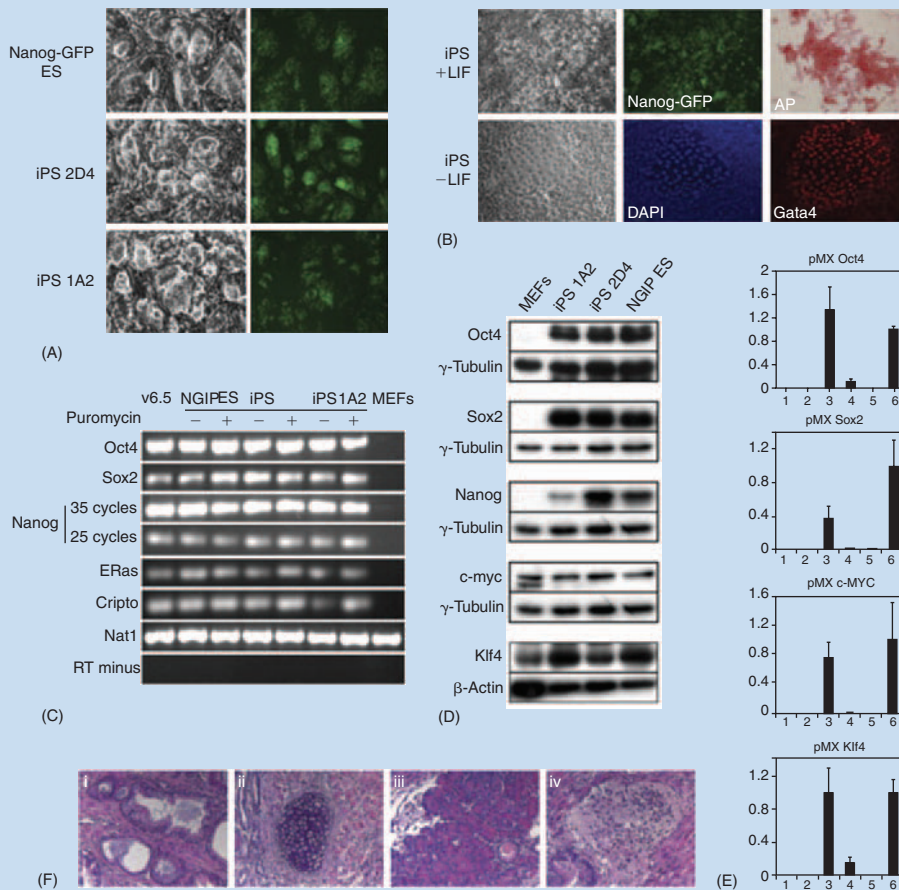 Nanog-GFP
ES
iPS 2D4
iPS 1A2
(A)
iPS
+LIF
Nanog-GFP
AP
iPS
−LIF
DAPI
Gata4
(B)
v6.5 NGIPES iPS iPS1A2 MEFs
Puromycin − + − + − +
Oct4
Sox2
Nanog
35 cycles
25 cycles
ERas
Cripto
Nat1
RT minus
(C)
MEFs
iPS 1A2
iPS 2D4
NGIP ES
Oct4
γ-Tubulin
Sox2
γ-Tubulin
Nanog
γ-Tubulin
c-myc
γ-Tubulin
Klf4
β-Actin
(D)
pMX Oct4
2
1.6
1.2
0.8
0.4
0
1 2 3 4 5 6
pMX Sox2
1.2
0.8
0.4
0
1 2 3 4 5 6
pMX c-MYC
1.6
1.2
0.8
0.4
0
1 2 3 4 5 6
pMX Klf4
1.2
0.8
0.4
0
1 2 3 4 5 6
(E)
i
ii
iii
iv
(F)